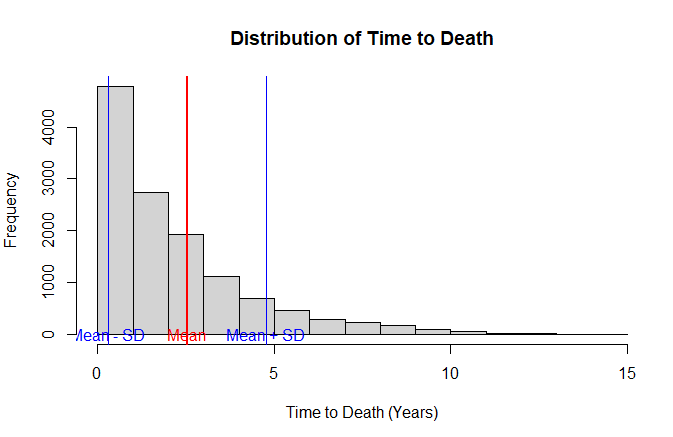 Distribution of Time to Death
Frequency
4000
3000
2000
1000
0
Mean - SD
Mean
Mean + SD
0
5
10
15
Time to Death (Years)